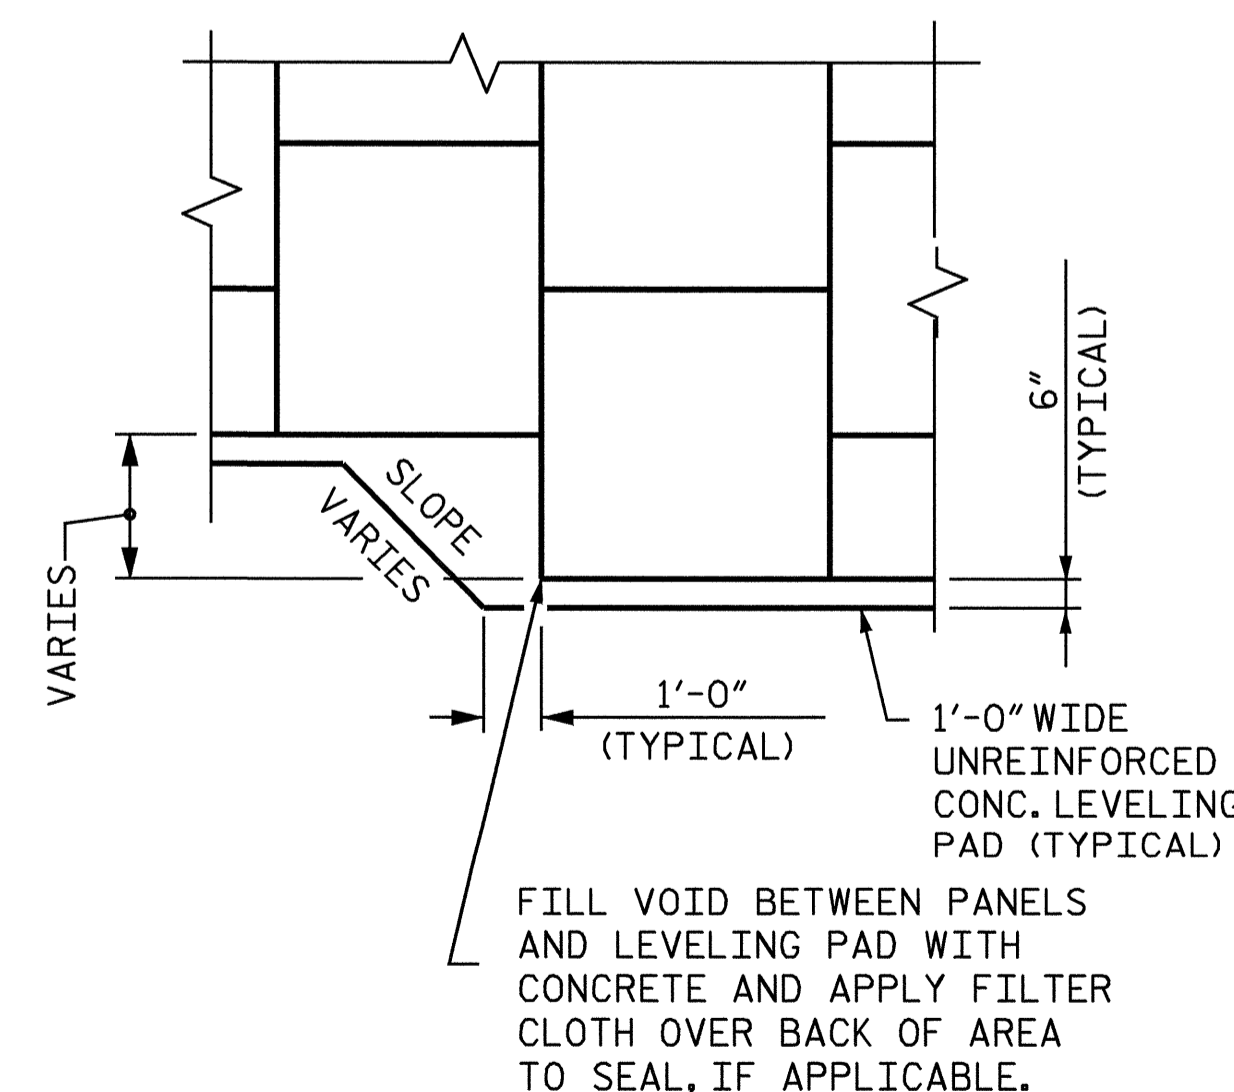 6"
(TYPICAL)
SLOPE
VARIES
VARIES
1'-0"
(TYPICAL)
1'-0" WIDE
UNREINFORCED
CONC. LEVELING
PAD (TYPICAL)
FILL VOID BETWEEN PANELS
AND LEVELING PAD WITH
CONCRETE AND APPLY FILTER
CLOTH OVER BACK OF AREA
TO SEAL, IF APPLICABLE.